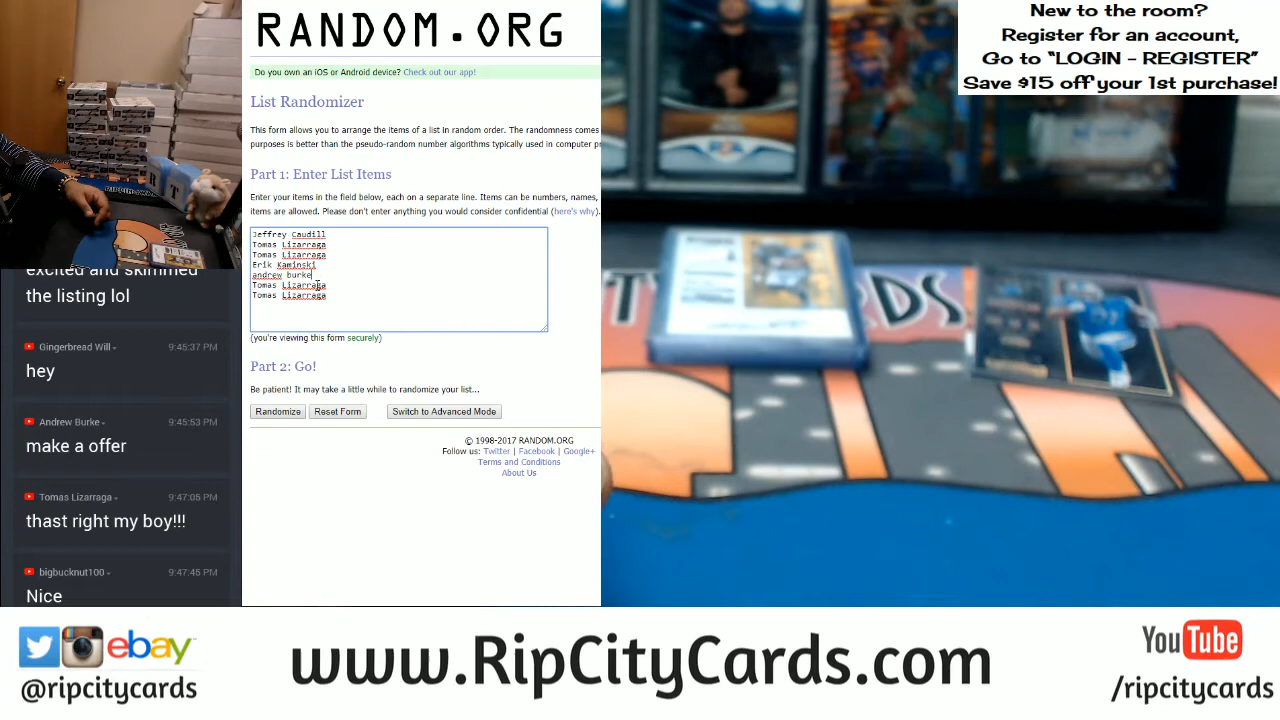 New to the room?
Register for an account,
Go to “LOGIN - REGISTER”
Save $15 off your 1st purchase!
RANDOM.ORG
Do you own an iOS or Android device? Check out our app!
List Randomizer
This form allows you to arrange the items of a list in random order. The randomness comes
purposes is better than the pseudo-random number algorithms typically used in computer pr
Part 1: Enter List Items
Enter your items in the field below, each on a separate line. Items can be numbers, names,
items are allowed. Please don't enter anything you would consider confidential (here's why).
Jeffrey Caudill
Tomas Lizarraga
Tomas Lizarraga
Erik Kaminski
andrew burke
Tomas Lizarraga
Tomas Lizarraga
(you're viewing this form securely)
Part 2: Go!
Be patient! It may take a little while to randomize your list...
Randomize
Reset Form
Switch to Advanced Mode
© 1998-2017 RANDOM.ORG
Follow us: Twitter | Facebook | Google+
Terms and Conditions
About Us
excited and skimmed
the listing lol
Gingerbread Will
9:45:37 PM
hey
Andrew Burke
9:45:53 PM
make a offer
Tomas Lizarraga
9:47:05 PM
thast right my boy!!!
bigbucknut100
9:47:45 PM
Nice
ebay
@ripcitycards
www.RipCityCards.com
YouTube
/ripcitycards